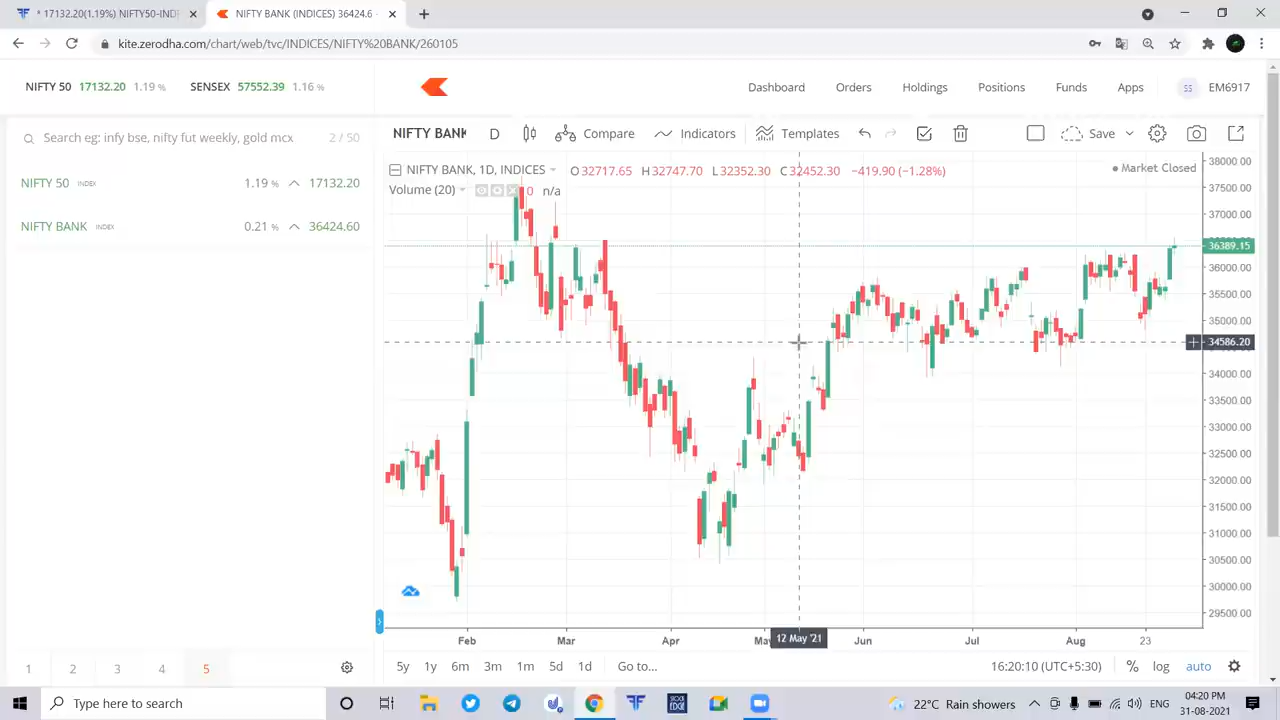 * 17132.20(1.19%) NIFTY50-IND
NIFTY BANK (INDICES) 36424.6
kite.zerodha.com/chart/web/tvc/INDICES/NIFTY%20BANK/260105
NIFTY 50 17132.20 1.19 % SENSEX 57552.39 1.16 %
Dashboard Orders Holdings Positions Funds Apps SS EM6917
Search eg: infy bse, nifty fut weekly, gold mcx 2 / 50
NIFTY BANK D Compare Indicators Templates Save
NIFTY 50 INDEX 1.19 % 17132.20
NIFTY BANK INDEX 0.21 % 36424.60
NIFTY BANK, 1D, INDICES O32717.65 H32747.70 L32352.30 C32452.30 −419.90 (−1.28%)
Market Closed
Volume (20) 0 n/a
38000.00
37500.00
37000.00
36389.15
36000.00
35500.00
35000.00
34586.20
34000.00
33500.00
33000.00
32500.00
32000.00
31500.00
31000.00
30500.00
30000.00
29500.00
Feb Mar Apr May 12 May '21 Jun Jul Aug 23
5y 1y 6m 3m 1m 5d 1d Go to... 16:20:10 (UTC+5:30) % log auto
1 2 3 4 5
Type here to search
STOCK EDGE
22°C Rain showers ENG
04:20 PM
31-08-2021